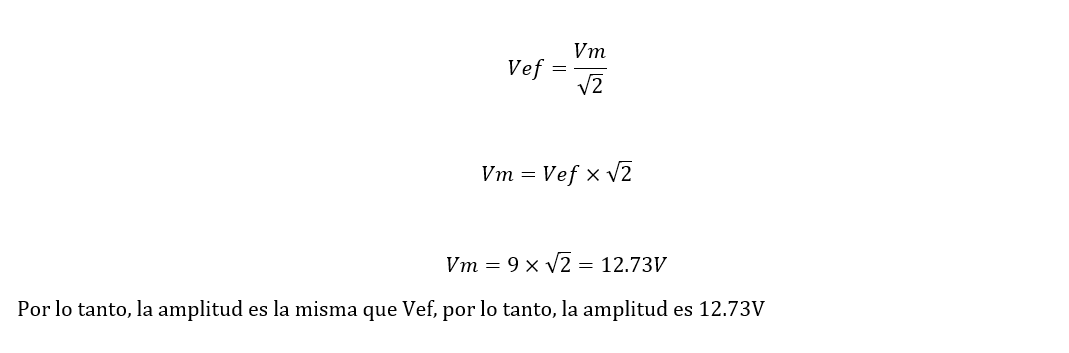 Vef = Vm/√2
Vm = Vef × √2
Vm = 9 × √2 = 12.73V
Por lo tanto, la amplitud es la misma que Vef, por lo tanto, la amplitud es 12.73V